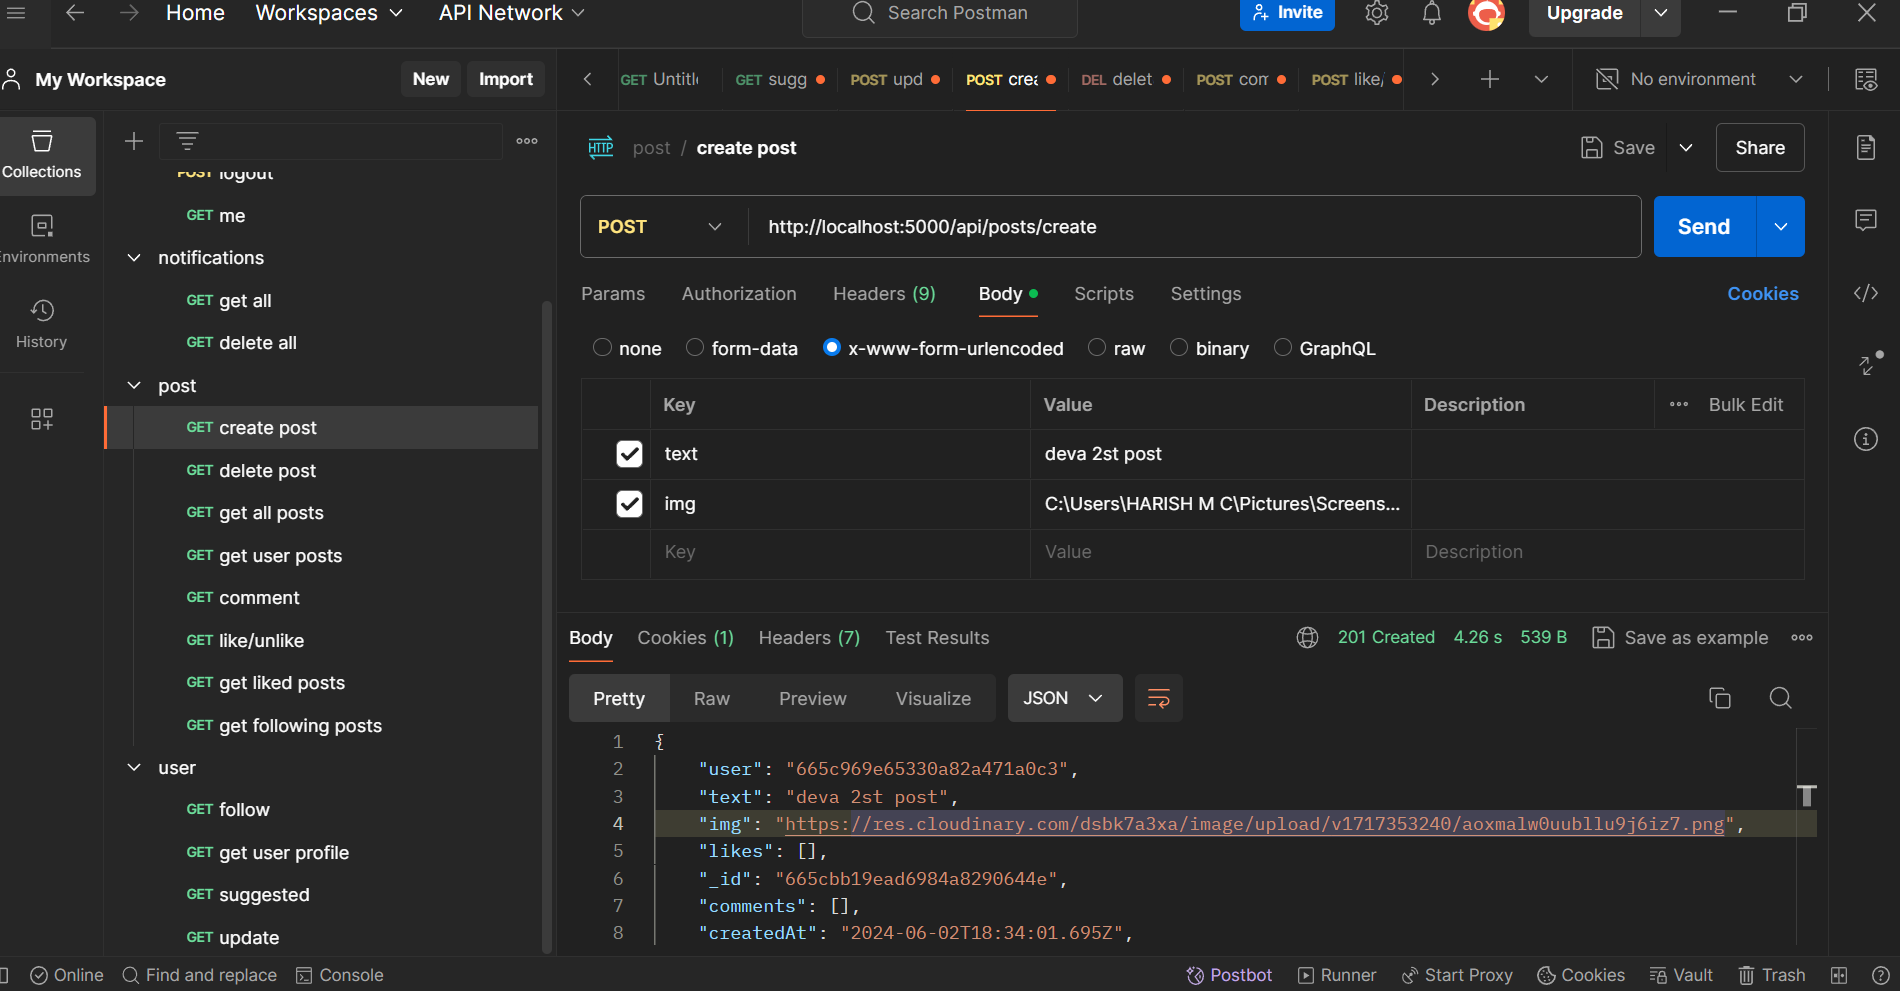 Home Workspaces API Network Search Postman Invite Upgrade
My Workspace New Import GET Untitl GET sugg POST upd POST crea DEL delet POST com POST like/ No environment
Collections
POST logout
GET me
Environments
notifications
GET get all
GET delete all
History
post
GET create post
GET delete post
GET get all posts
GET get user posts
GET comment
GET like/unlike
GET get liked posts
GET get following posts
user
GET follow
GET get user profile
GET suggested
GET update
HTTP post / create post Save Share
POST http://localhost:5000/api/posts/create Send
Params Authorization Headers (9) Body Scripts Settings Cookies
none form-data x-www-form-urlencoded raw binary GraphQL
Key Value Description Bulk Edit
text deva 2st post
img C:\Users\HARISH M C\Pictures\Screens...
Key Value Description
Body Cookies (1) Headers (7) Test Results 201 Created 4.26 s 539 B Save as example
Pretty Raw Preview Visualize JSON
1 {
2 "user": "665c969e65330a82a471a0c3",
3 "text": "deva 2st post",
4 "img": "https://res.cloudinary.com/dsbk7a3xa/image/upload/v1717353240/aoxmalw0uubllu9j6iz7.png",
5 "likes": [],
6 "_id": "665cbb19ead6984a8290644e",
7 "comments": [],
8 "createdAt": "2024-06-02T18:34:01.695Z",
Online Find and replace Console Postbot Runner Start Proxy Cookies Vault Trash